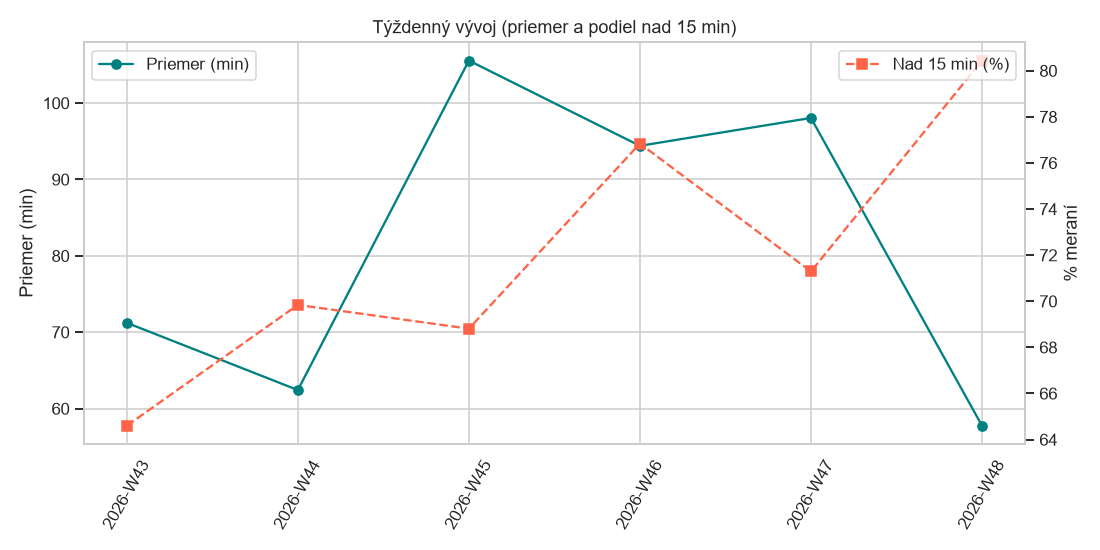 Týždenný vývoj (priemer a podiel nad 15 min)
Priemer (min)
Nad 15 min (%)
Priemer (min)
100
90
80
70
60
% meraní
80
78
76
74
72
70
68
66
64
2026-W43
2026-W44
2026-W45
2026-W46
2026-W47
2026-W48